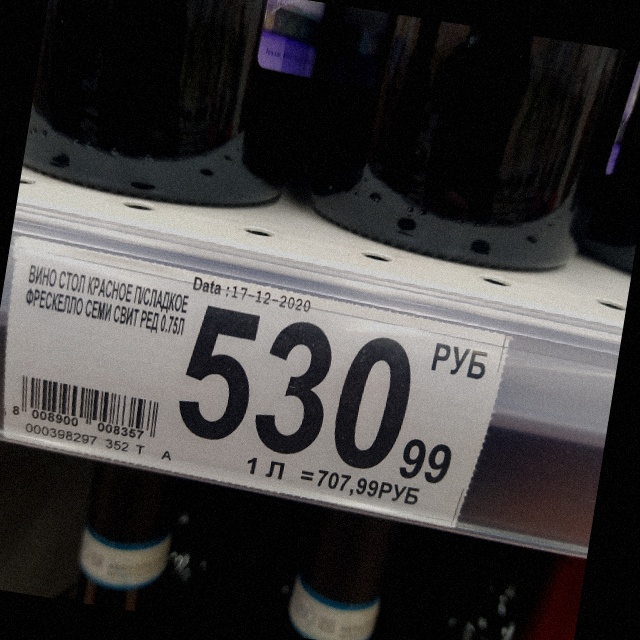 ВИНО СТОЛ КРАСНОЕ П/СЛАДКОЕ
ФРЕСКЕЛЛО СЕМИ СВИТ РЕД 0.75Л
Data :17-12-2020
530 99
РУБ
8 008900 008357
000398297 352 Т А
1 Л =707,99РУБ